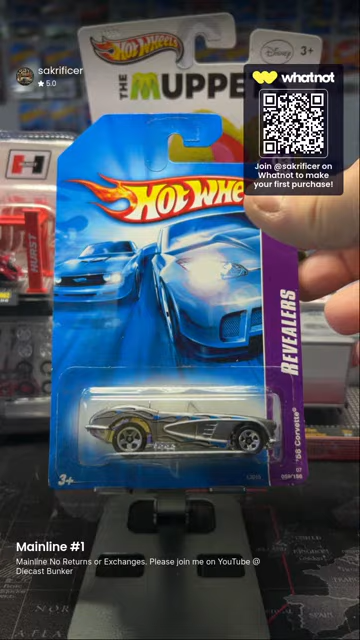 Hot Wheels
Disney
3+
sakrificer
★ 5.0
THE MUPPE
whatnot
Join @sakrificer on
Whatnot to make
your first purchase!
HOT WHE
HURST
REVEALERS
'58 Corvette®
3+
Mainline #1
Mainline No Returns or Exchanges. Please join me on YouTube @
Diecast Bunker